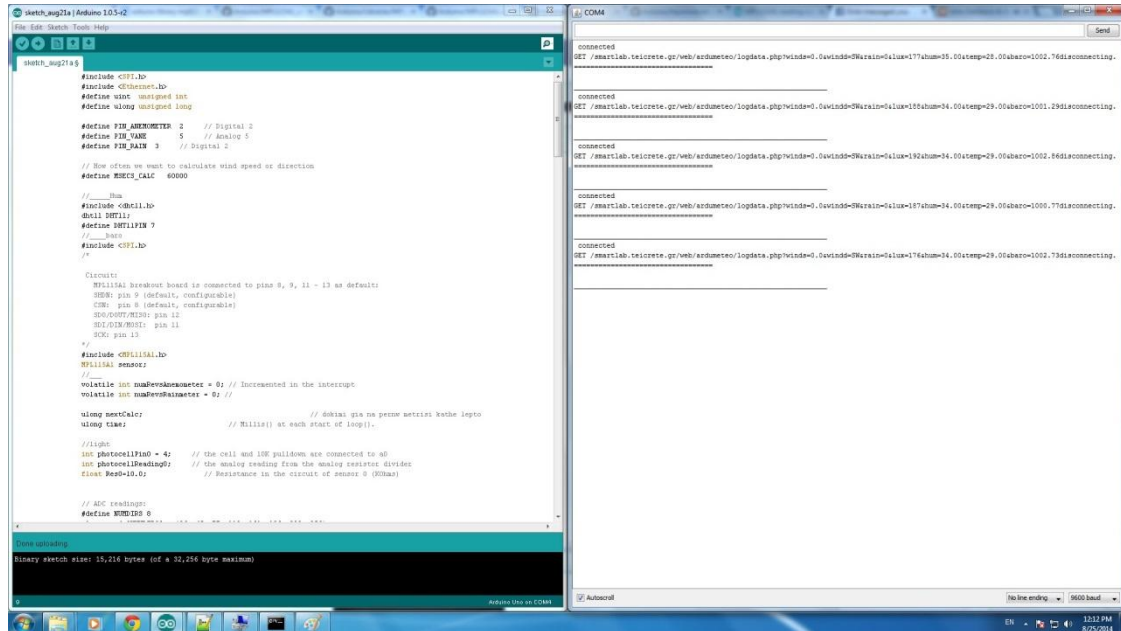 sketch_aug21a | Arduino 1.0.5-r2
File Edit Sketch Tools Help
sketch_aug21a §
#include <SPI.h>
#include <Ethernet.h>
#define uint  unsigned int
#define ulong unsigned long
#define PIN_ANEMOMETER  2     // Digital 2
#define PIN_VANE        5     // Analog 5
#define PIN_RAIN  3     // Digital 2
// How often we want to calculate wind speed or direction
#define MSECS_CALC   60000
//_____Hum
#include <dht11.h>
dht11 DHT11;
#define DHT11PIN 7
//____baro
#include <SPI.h>
/*
Circuit:
MPL115A1 breakout board is connected to pins 8, 9, 11 - 13 as default:
SHDN: pin 9 (default, configurable)
CSN:  pin 8 (default, configurable)
SDO/DOUT/MISO: pin 12
SDI/DIN/MOSI:  pin 11
SCK: pin 13
*/
#include <MPL115A1.h>
MPL115A1 sensor;
//___
volatile int numRevsAnemometer = 0; // Incremented in the interrupt
volatile int numRevsRainmeter = 0; //
ulong nextCalc;                    // dokimi gia na pernw metrisi kathe lepto
ulong time;                // Millis() at each start of loop().
//light
int photocellPin0 = 4;    // the cell and 10K pulldown are connected to a0
int photocellReading0;    // the analog reading from the analog resistor divider
float Res0=10.0;             // Resistance in the circuit of sensor 0 (KOhms)
// ADC readings:
#define NUMDIRS 8
Done uploading.
Binary sketch size: 15,216 bytes (of a 32,256 byte maximum)
Arduino Uno on COM4
COM4
Send
connected
GET /smartlab.teicrete.gr/web/ardumeteo/logdata.php?winds=0.0&windd=SW&rain=0&lux=177&hum=35.00&temp=28.00&baro=1002.76disconnecting.
connected
GET /smartlab.teicrete.gr/web/ardumeteo/logdata.php?winds=0.0&windd=SW&rain=0&lux=188&hum=34.00&temp=29.00&baro=1001.29disconnecting.
connected
GET /smartlab.teicrete.gr/web/ardumeteo/logdata.php?winds=0.0&windd=SW&rain=0&lux=192&hum=34.00&temp=29.00&baro=1002.86disconnecting.
connected
GET /smartlab.teicrete.gr/web/ardumeteo/logdata.php?winds=0.0&windd=SW&rain=0&lux=187&hum=34.00&temp=29.00&baro=1000.77disconnecting.
connected
GET /smartlab.teicrete.gr/web/ardumeteo/logdata.php?winds=0.0&windd=SW&rain=0&lux=176&hum=34.00&temp=29.00&baro=1002.73disconnecting.
Autoscroll
No line ending
9600 baud
EN
12:12 PM
8/25/2014